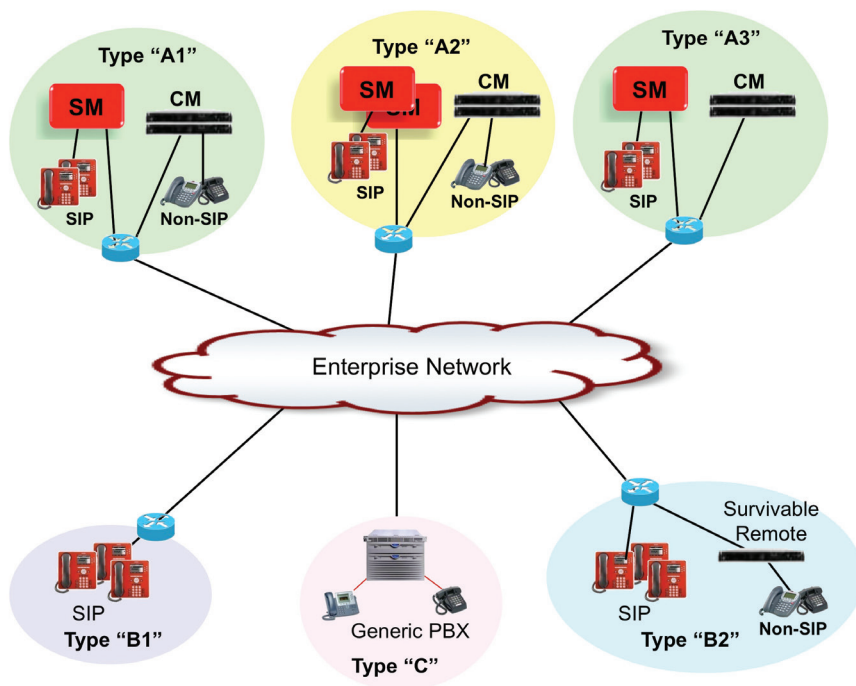 Type “A1”
SM
CM
SIP
Non-SIP
Type “A2”
SM
SM
CM
SIP
Non-SIP
Type “A3”
SM
CM
SIP
Enterprise Network
SIP
Type “B1”
Generic PBX
Type “C”
Survivable
Remote
SIP
Non-SIP
Type “B2”